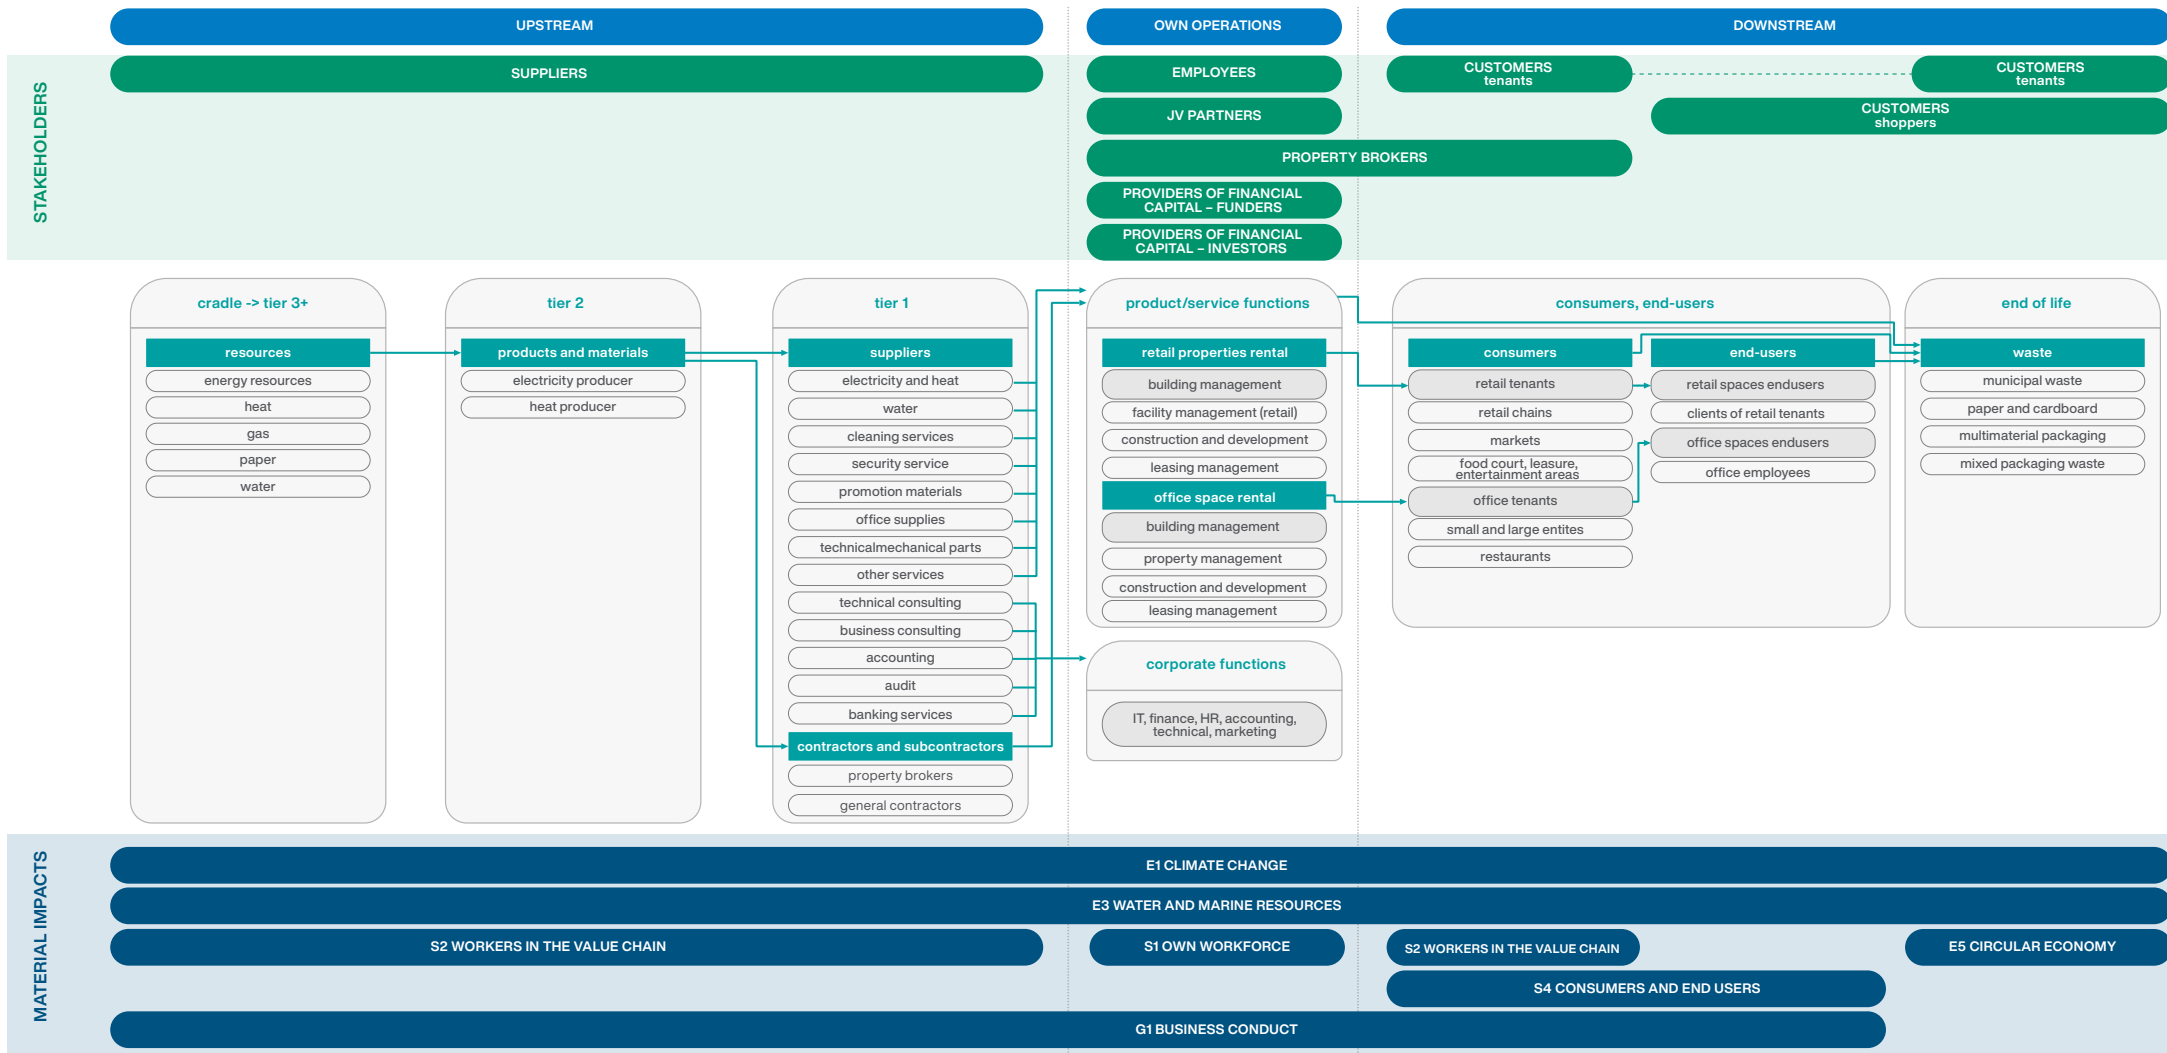 UPSTREAM
OWN OPERATIONS
DOWNSTREAM
STAKEHOLDERS
SUPPLIERS
EMPLOYEES
CUSTOMERS
tenants
CUSTOMERS
tenants
JV PARTNERS
CUSTOMERS
shoppers
PROPERTY BROKERS
PROVIDERS OF FINANCIAL
CAPITAL – FUNDERS
PROVIDERS OF FINANCIAL
CAPITAL – INVESTORS
cradle -> tier 3+
resources
energy resources
heat
gas
paper
water
tier 2
products and materials
electricity producer
heat producer
tier 1
suppliers
electricity and heat
water
cleaning services
security service
promotion materials
office supplies
technicalmechanical parts
other services
technical consulting
business consulting
accounting
audit
banking services
contractors and subcontractors
property brokers
general contractors
product/service functions
retail properties rental
building management
facility management (retail)
construction and development
leasing management
office space rental
building management
property management
construction and development
leasing management
corporate functions
IT, finance, HR, accounting,
technical, marketing
consumers, end-users
consumers
retail tenants
retail chains
markets
food court, leasure,
entertainment areas
office tenants
small and large entites
restaurants
end-users
retail spaces endusers
clients of retail tenants
office spaces endusers
office employees
end of life
waste
municipal waste
paper and cardboard
multimaterial packaging
mixed packaging waste
MATERIAL IMPACTS
E1 CLIMATE CHANGE
E3 WATER AND MARINE RESOURCES
S2 WORKERS IN THE VALUE CHAIN
S1 OWN WORKFORCE
S2 WORKERS IN THE VALUE CHAIN
E5 CIRCULAR ECONOMY
S4 CONSUMERS AND END USERS
G1 BUSINESS CONDUCT